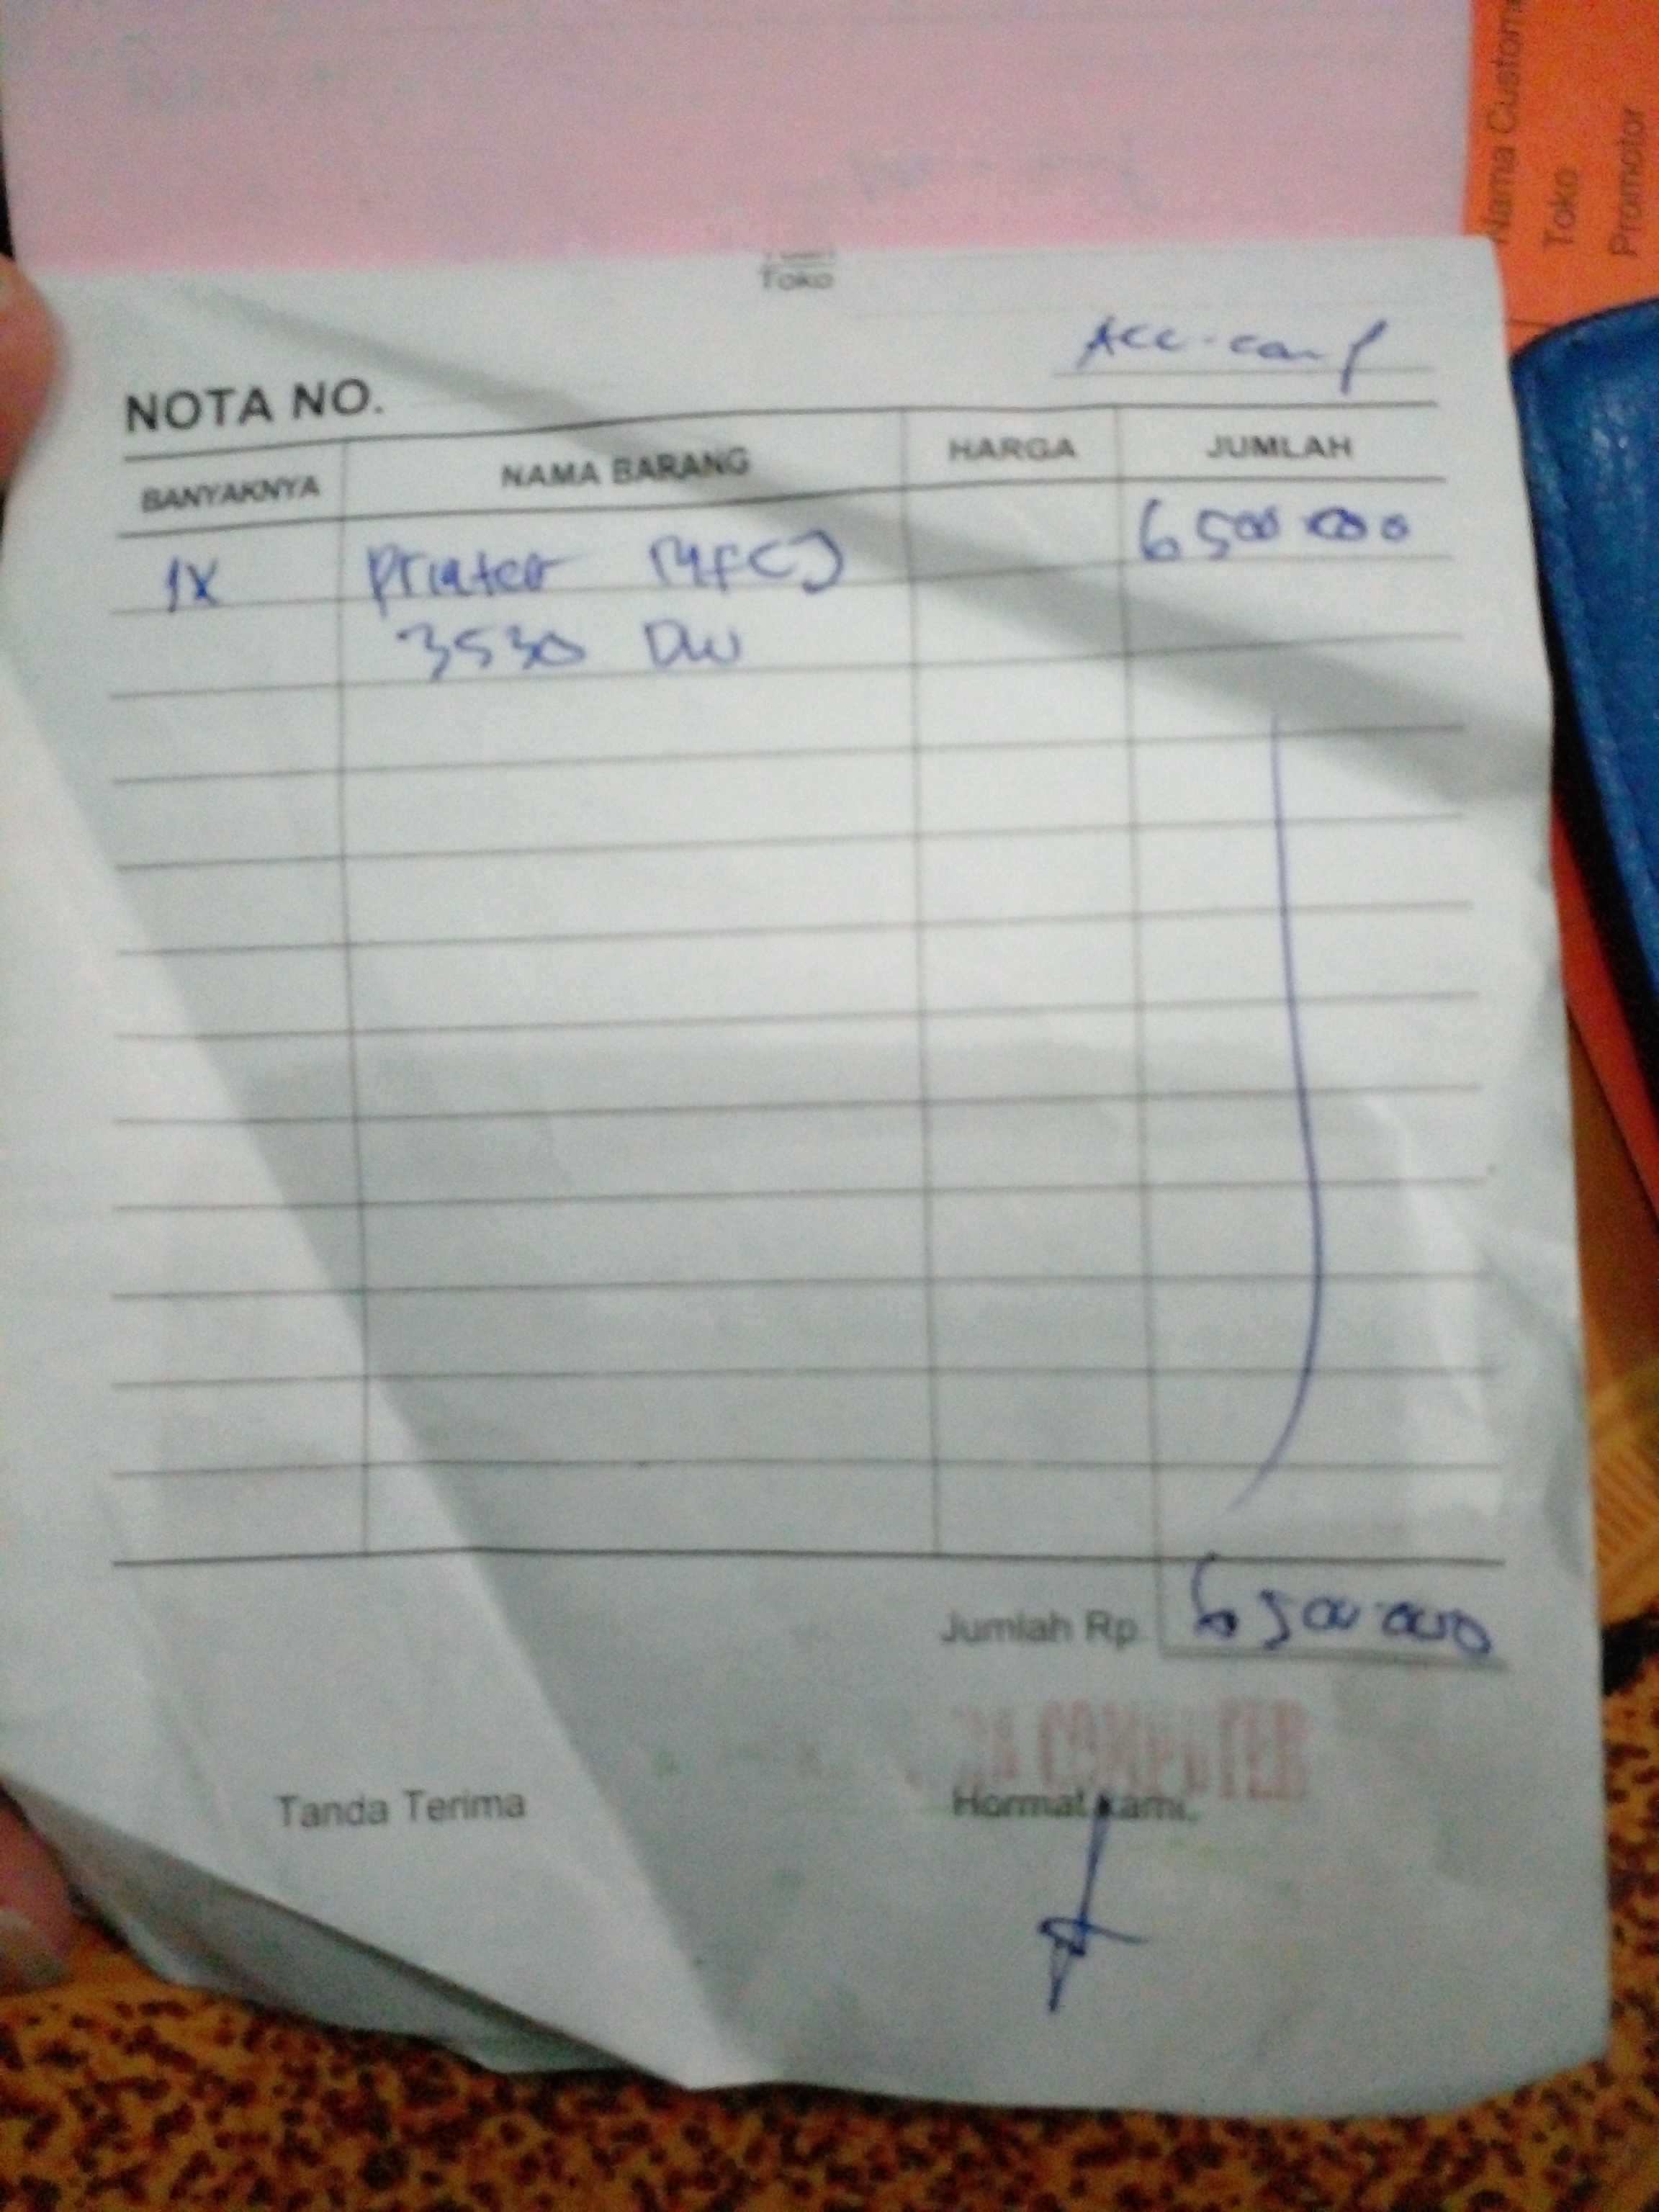 Nama Custom
Toko
Promotor
Toko
Acc-comp
NOTA NO.
BANYAKNYA NAMA BARANG HARGA JUMLAH
1X Printer MFCJ 6500 000
3530 DW
Jumlah Rp. 6500.000
COMPUTER
Tanda Terima Hormat kami,